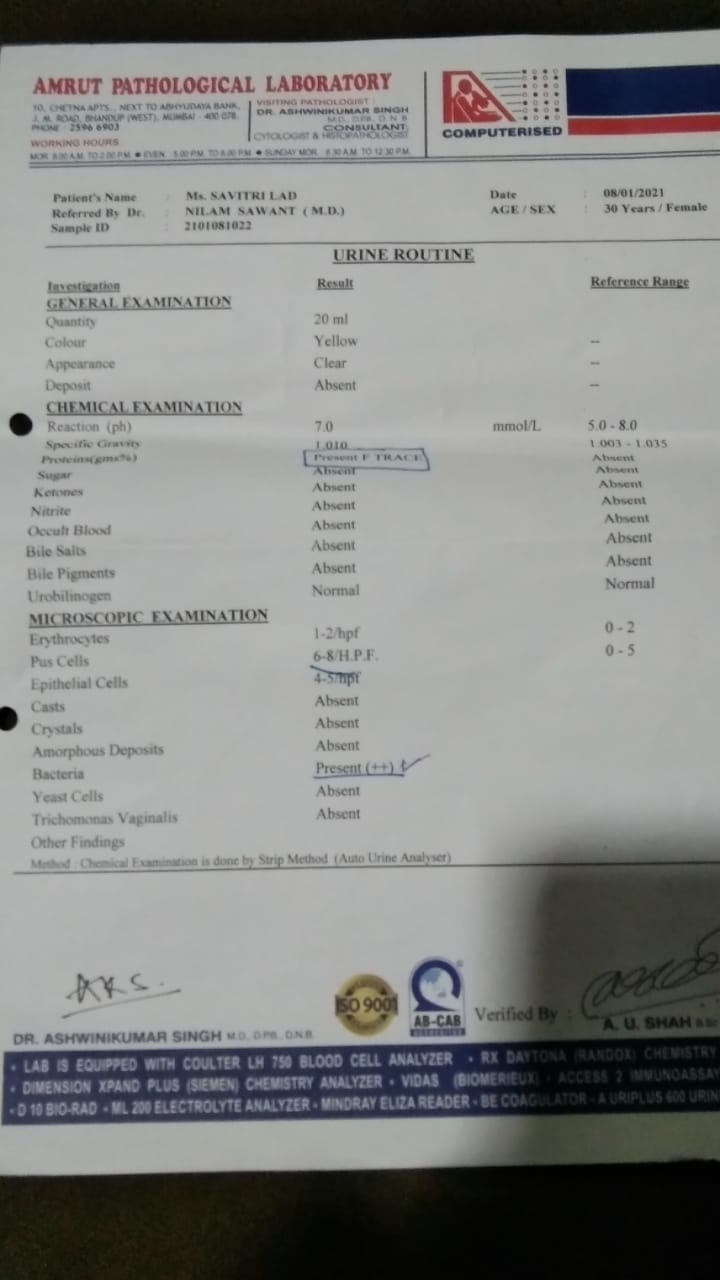 AMRUT PATHOLOGICAL LABORATORY
10, CHETNA APTS., NEXT TO ABHYUDAYA BANK,
J. M. ROAD, BHANDUP (WEST), MUMBAI - 400 078.
PHONE : 2596 6903
VISITING PATHOLOGIST :
DR. ASHWINIKUMAR SINGH
M.D., D.P.B., D.N.B.
CONSULTANT
CYTOLOGIST & HISTOPATHOLOGIST
WORKING HOURS
MOR. 8.00 A.M. TO 2.00 P.M. ● EVEN. 5.00 P.M. TO 8.00 P.M. ● SUNDAY MOR. 8.30 A.M. TO 12.30 P.M.
COMPUTERISED
Patient's Name : Ms. SAVITRI LAD Date : 08/01/2021
Referred By Dr. : NILAM SAWANT ( M.D.) AGE / SEX : 30 Years / Female
Sample ID : 2101081022
URINE ROUTINE
Investigation Result Reference Range
GENERAL EXAMINATION
Quantity 20 ml
Colour Yellow --
Appearance Clear --
Deposit Absent --
CHEMICAL EXAMINATION
Reaction (ph) 7.0 mmol/L 5.0 - 8.0
Specific Gravity 1.010 1.003 - 1.035
Proteins(gms%) Present F TRACE Absent
Sugar Absent Absent
Ketones Absent Absent
Nitrite Absent Absent
Occult Blood Absent Absent
Bile Salts Absent Absent
Bile Pigments Absent Absent
Urobilinogen Normal Normal
MICROSCOPIC EXAMINATION
Erythrocytes 1-2/hpf 0 - 2
Pus Cells 6-8/H.P.F. 0 - 5
Epithelial Cells 4-5/hpf
Casts Absent
Crystals Absent
Amorphous Deposits Absent
Bacteria Present (++)
Yeast Cells Absent
Trichomonas Vaginalis Absent
Other Findings
Method : Chemical Examination is done by Strip Method (Auto Urine Analyser)
ISO 9001
AB-CAB
Verified By :
A. U. SHAH
DR. ASHWINIKUMAR SINGH M.D., D.P.B., D.N.B.
• LAB IS EQUIPPED WITH COULTER LH 750 BLOOD CELL ANALYZER • RX DAYTONA (RANDOX) CHEMISTRY
• DIMENSION XPAND PLUS (SIEMEN) CHEMISTRY ANALYZER • VIDAS (BIOMERIEUX) • ACCESS 2 IMMUNOASSAY
• D 10 BIO-RAD • ML 200 ELECTROLYTE ANALYZER • MINDRAY ELIZA READER • BE COAGULATOR • A URIPLUS 600 URIN